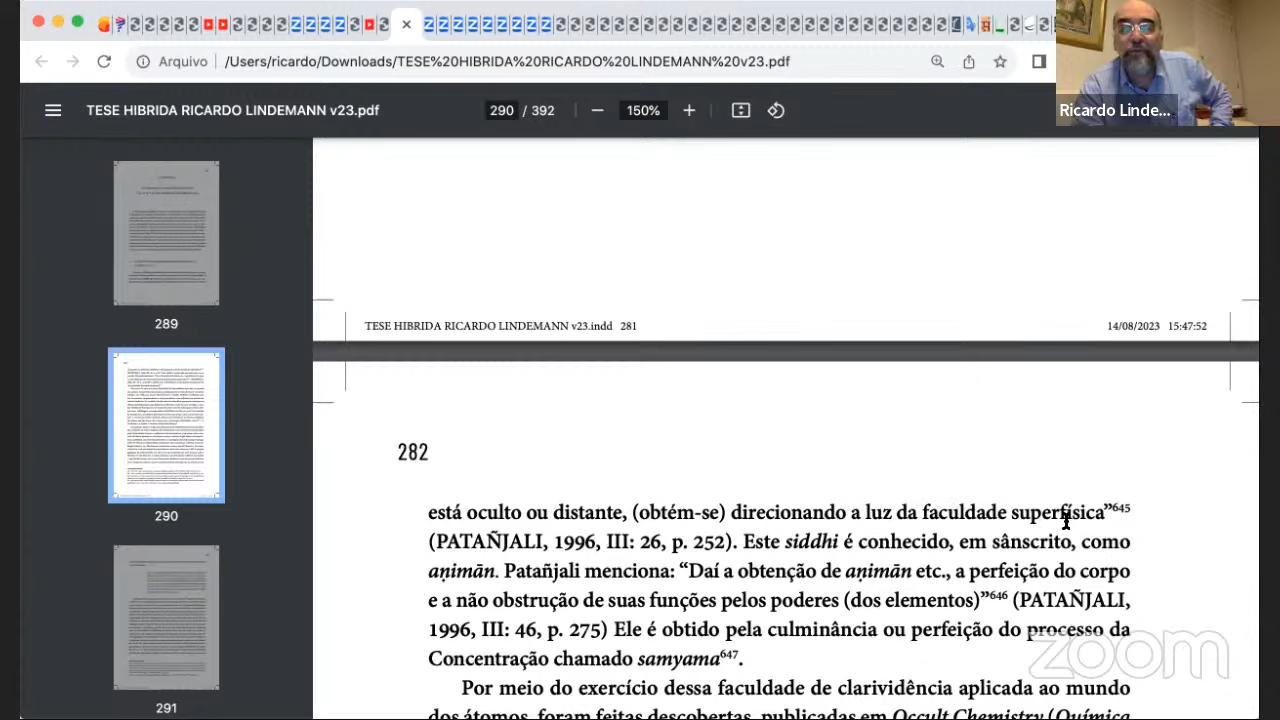 Arquivo /Users/ricardo/Downloads/TESE%20HIBRIDA%20RICARDO%20LINDEMANN%20v23.pdf
Ricardo Linde...
TESE HIBRIDA RICARDO LINDEMANN v23.pdf 290 / 392 150%
289
290
291
TESE HIBRIDA RICARDO LINDEMANN v23.indd 281 14/08/2023 15:47:52
282
está oculto ou distante, (obtém-se) direcionando a luz da faculdade superfísica”645
(PATAÑJALI, 1996, III: 26, p. 252). Este siddhi é conhecido, em sânscrito, como
aṇimān. Patañjali menciona: “Daí a obtenção de aṇimān etc., a perfeição do corpo
e a não obstrução de suas funções pelos poderes (dos elementos)”646 (PATAÑJALI,
1996, III: 46, p. 275) Ele é obtido pela culminância ou perfeição do processo da
Concentração chamado samyama647.
zoom
Por meio do exercício dessa faculdade de clarividência aplicada ao mundo
dos átomos, foram feitas descobertas, publicadas em Occult Chemistry (Química